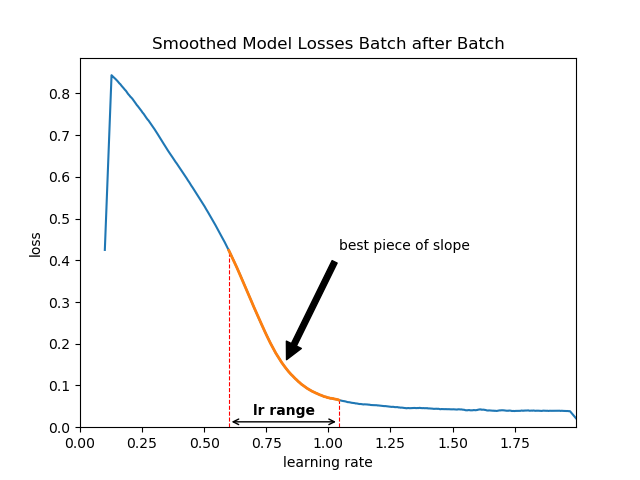 Smoothed Model Losses Batch after Batch
loss
0.8
0.7
0.6
0.5
0.4
0.3
0.2
0.1
0.0
best piece of slope
lr range
0.00 0.25 0.50 0.75 1.00 1.25 1.50 1.75
learning rate